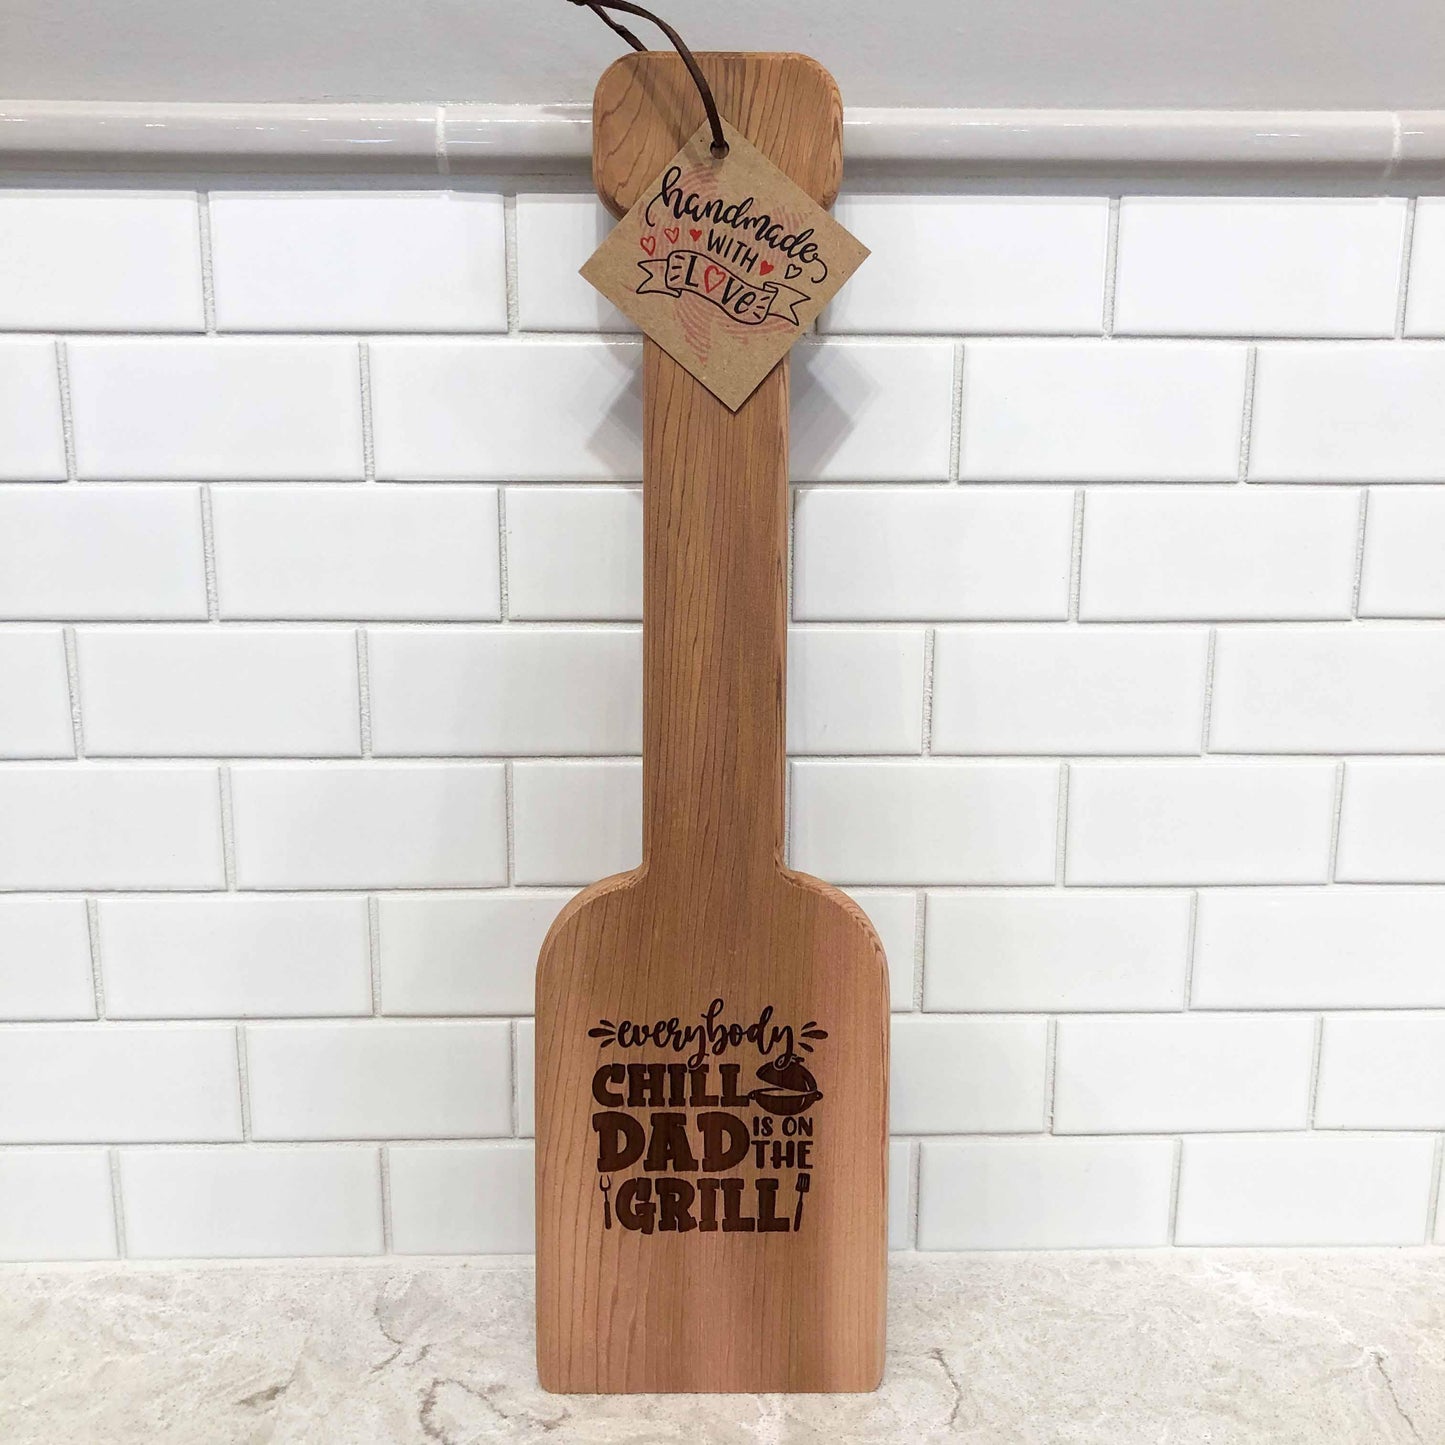 handmade
WITH
LOVe
everybody
CHILL
DAD IS ON
THE
GRILL